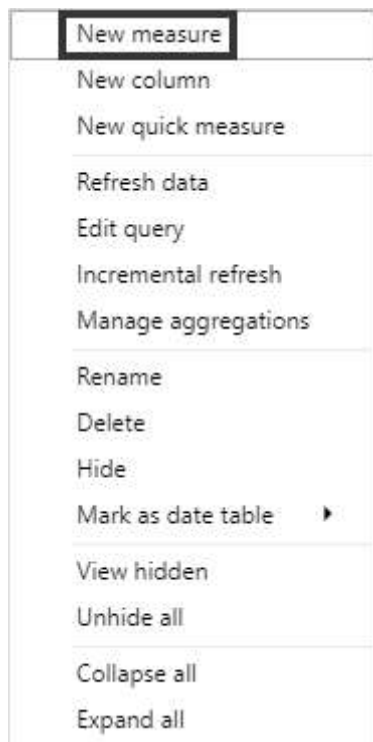 New measure
New column
New quick measure
Refresh data
Edit query
Incremental refresh
Manage aggregations
Rename
Delete
Hide
Mark as date table
View hidden
Unhide all
Collapse all
Expand all